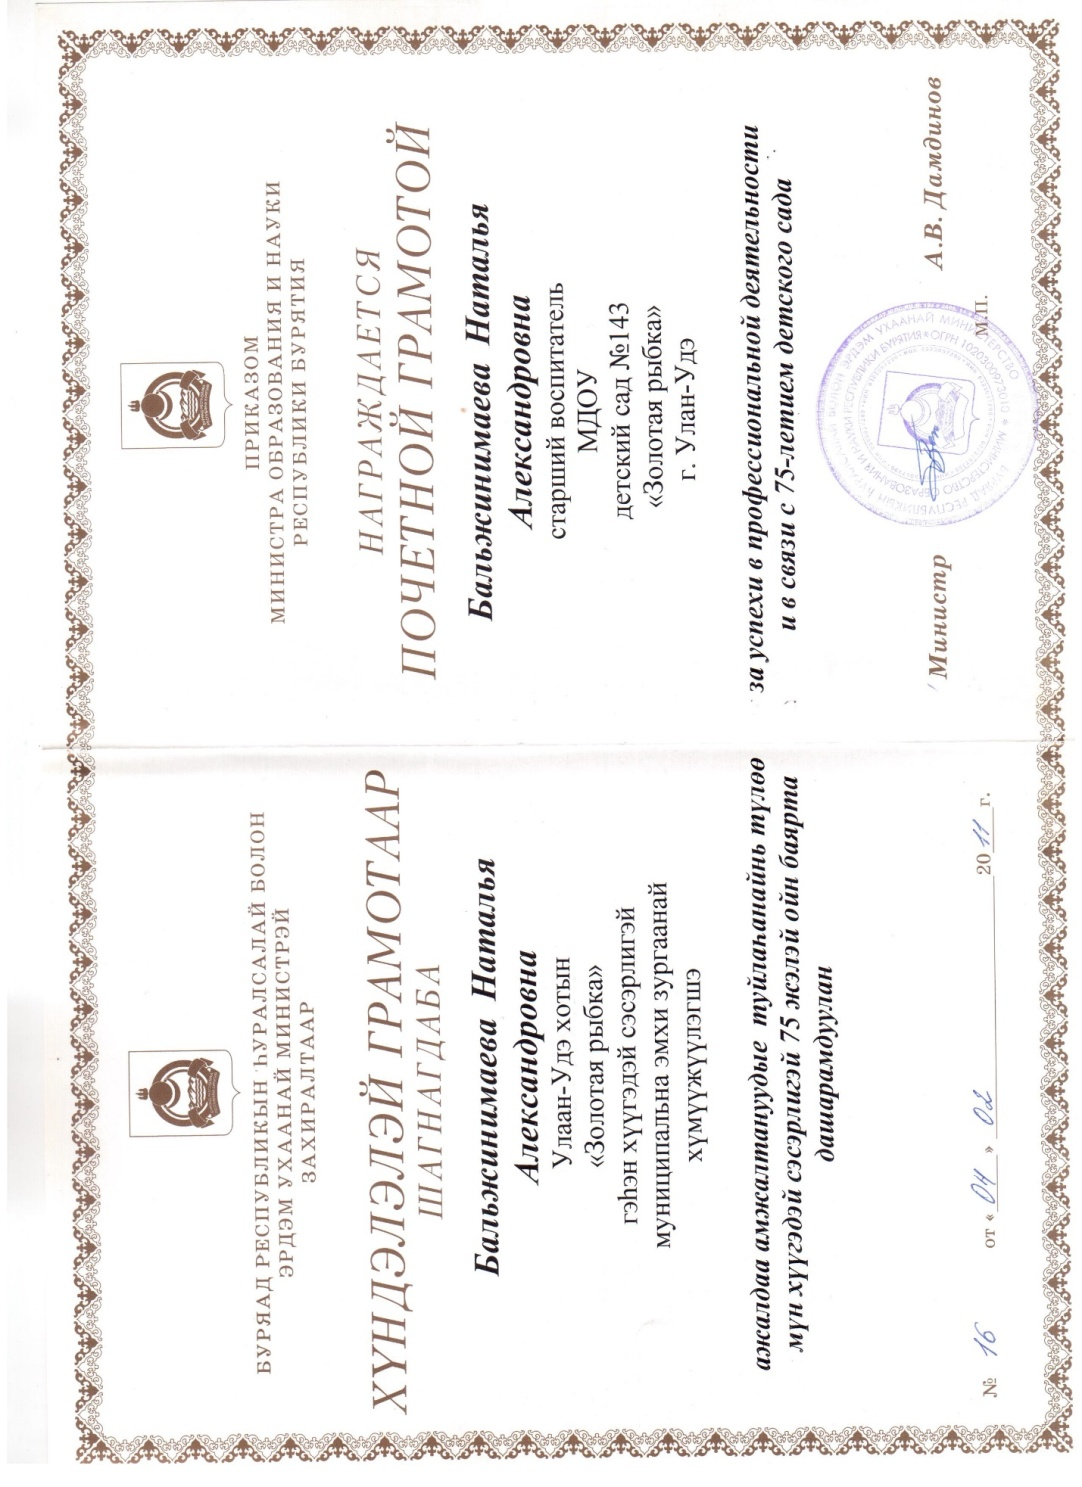 БУРЯАД РЕСПУБЛИКЫН ҺУРАЛСАЛАЙ БОЛОН
ЭРДЭМ УХААНАЙ МИНИСТРЭЙ
ЗАХИРАЛТААР
ХҮНДЭЛЭЛЭЙ ГРАМОТААР
ШАГНАГДАБА
Бальжинимаева Наталья
Александровна
Улаан-Удэ хотын
«Золотая рыбка»
гэһэн хүүгэдэй сэсэрлигэй
муниципальна эмхи зургаанай
хүмүүжүүлэгшэ
ажалдаа амжалтануудые туйлаһанайнь түлөө
мүн хүүгэдэй сэсэрлигэй 75 жэлэй ойн баярта
дашарамдуулан
№ 16 от «04» 02 2011 г.
ПРИКАЗОМ
МИНИСТРА ОБРАЗОВАНИЯ И НАУКИ
РЕСПУБЛИКИ БУРЯТИЯ
НАГРАЖДАЕТСЯ
ПОЧЕТНОЙ ГРАМОТОЙ
Бальжинимаева Наталья
Александровна
старший воспитатель
МДОУ
детский сад №143
«Золотая рыбка»
г. Улан-Удэ
за успехи в профессиональной деятельности
и в связи с 75-летием детского сада
Министр А.В. Дамдинов
М.П.